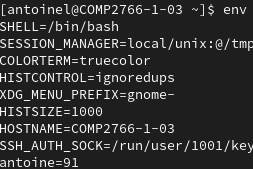 [antoinel@COMP2766-1-03 ~]$ env
SHELL=/bin/bash
SESSION_MANAGER=local/unix:@/tmp
COLORTERM=truecolor
HISTCONTROL=ignoredups
XDG_MENU_PREFIX=gnome-
HISTSIZE=1000
HOSTNAME=COMP2766-1-03
SSH_AUTH_SOCK=/run/user/1001/key
antoine=91